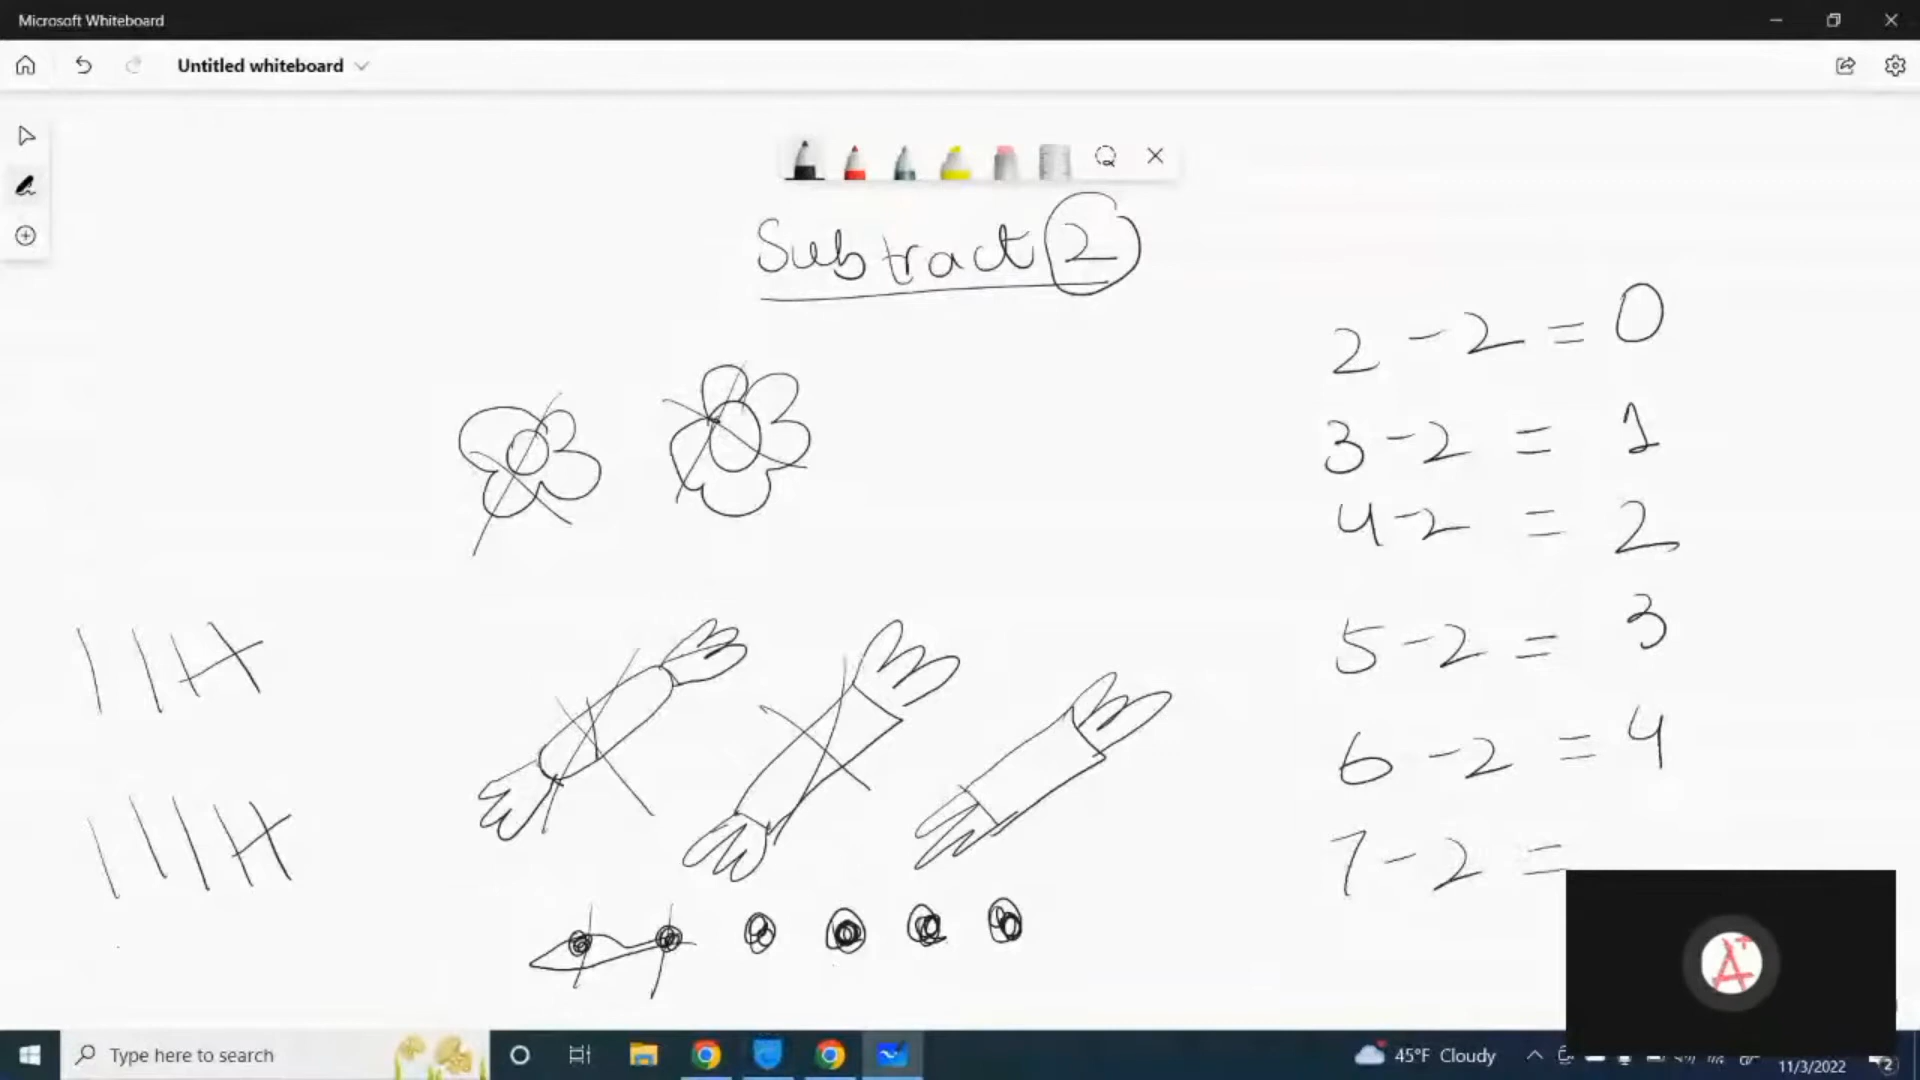 Microsoft Whiteboard
Untitled whiteboard
Subtract 2
2 - 2 = 0
3 - 2 = 1
4 - 2 = 2
5 - 2 = 3
6 - 2 = 4
7 - 2 =
A+
Type here to search
45°F Cloudy
11/3/2022
2